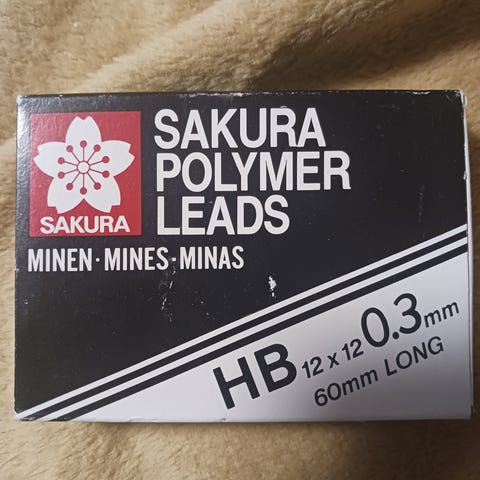 SAKURA
POLYMER
LEADS
SAKURA
MINEN·MINES·MINAS
HB 12 x 12 0.3mm
60mm LONG